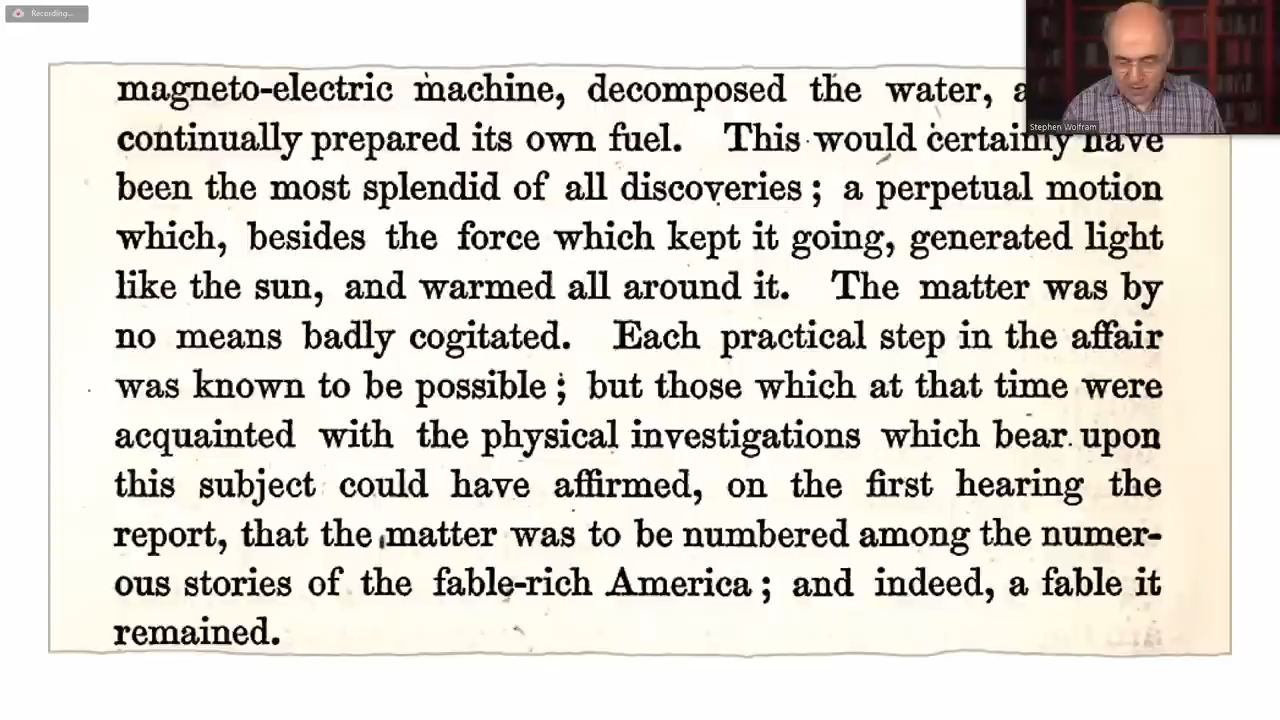 Recording...
Stephen Wolfram
magneto-electric machine, decomposed the water, a
continually prepared its own fuel. This would certainly have
been the most splendid of all discoveries; a perpetual motion
which, besides the force which kept it going, generated light
like the sun, and warmed all around it. The matter was by
no means badly cogitated. Each practical step in the affair
was known to be possible; but those which at that time were
acquainted with the physical investigations which bear upon
this subject could have affirmed, on the first hearing the
report, that the matter was to be numbered among the numer-
ous stories of the fable-rich America; and indeed, a fable it
remained.